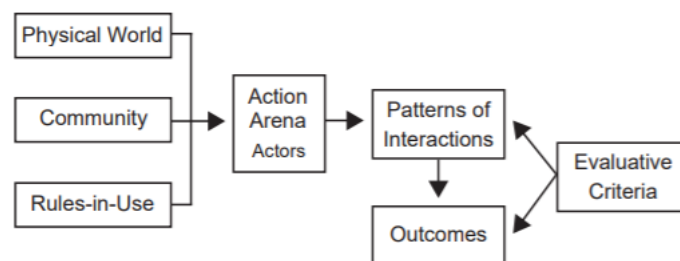 Physical World
Community
Rules-in-Use
Action
Arena
Actors
Patterns of
Interactions
Outcomes
Evaluative
Criteria